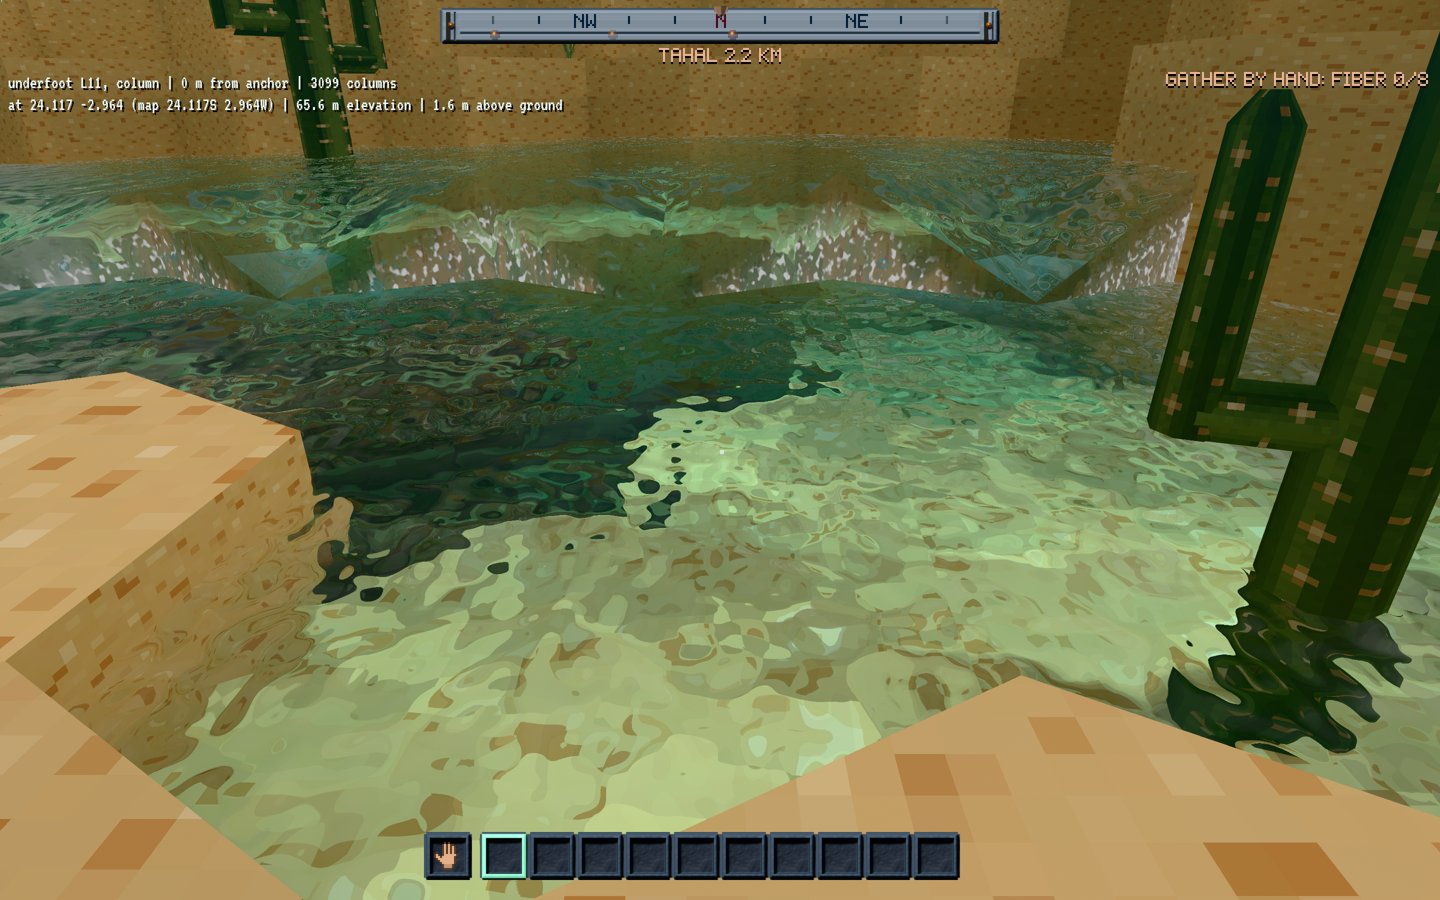 NW N NE
TAHAL 2.2 KM
underfoot L11, column | 0 m from anchor | 3099 columns
at 24.117 -2.964 (map 24.117S 2.964W) | 65.6 m elevation | 1.6 m above ground
GATHER BY HAND: FIBER 0/8